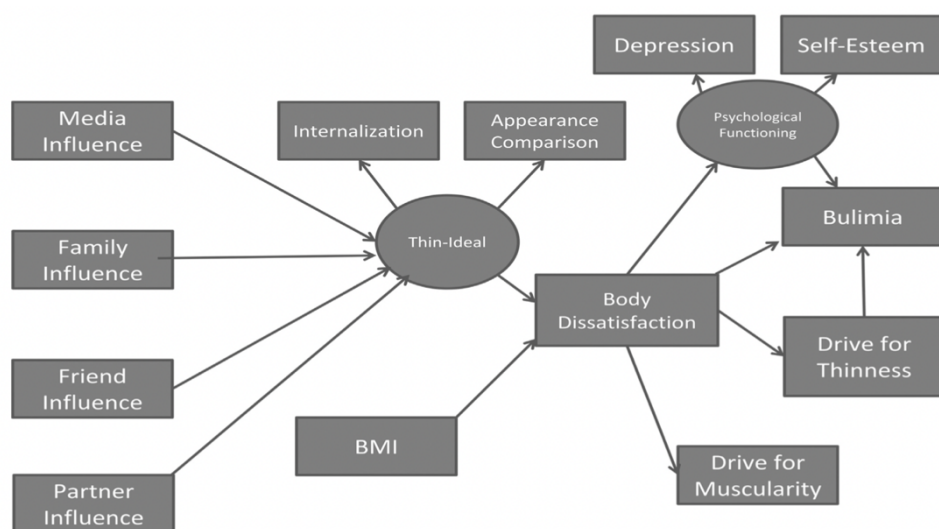 Depression
Self-Esteem
Media
Influence
Internalization
Appearance
Comparison
Psychological
Functioning
Bulimia
Family
Influence
Thin-Ideal
Body
Dissatisfaction
Drive for
Thinness
Friend
Influence
BMI
Drive for
Muscularity
Partner
Influence